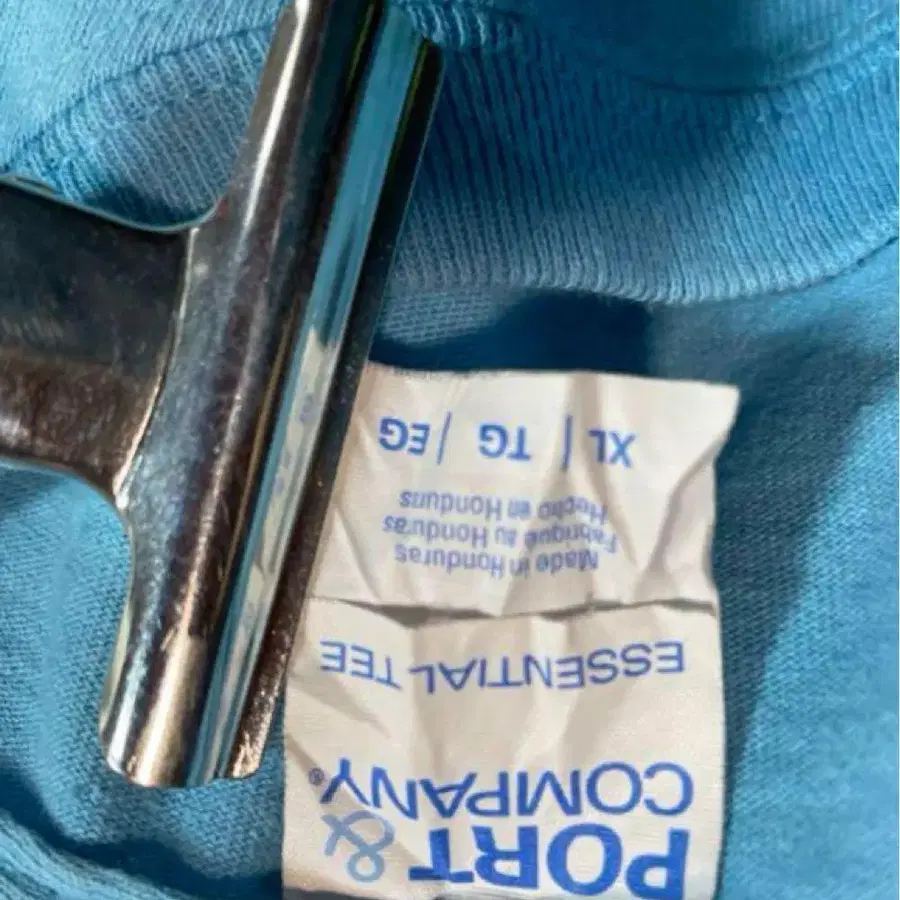 PORT &
COMPANY®
ESSENTIAL TEE
Made in Honduras
Fabriqué au Honduras
Hecho en Honduras
XL | TG | EG